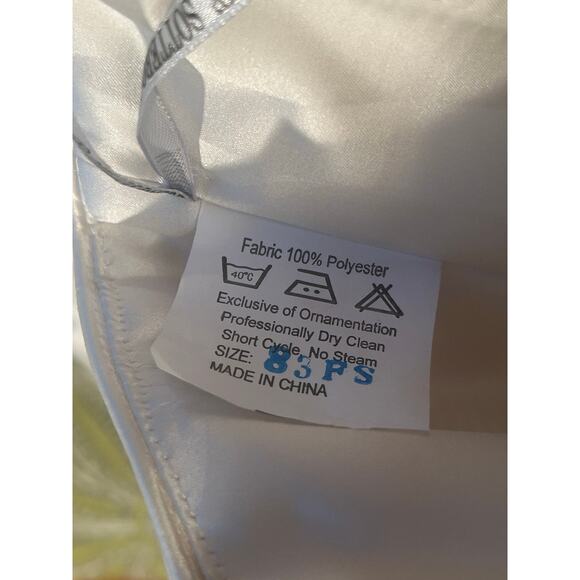 Fabric 100% Polyester
40°C
Exclusive of Ornamentation
Professionally Dry Clean
Short Cycle, No Steam
SIZE: 83PS
MADE IN CHINA